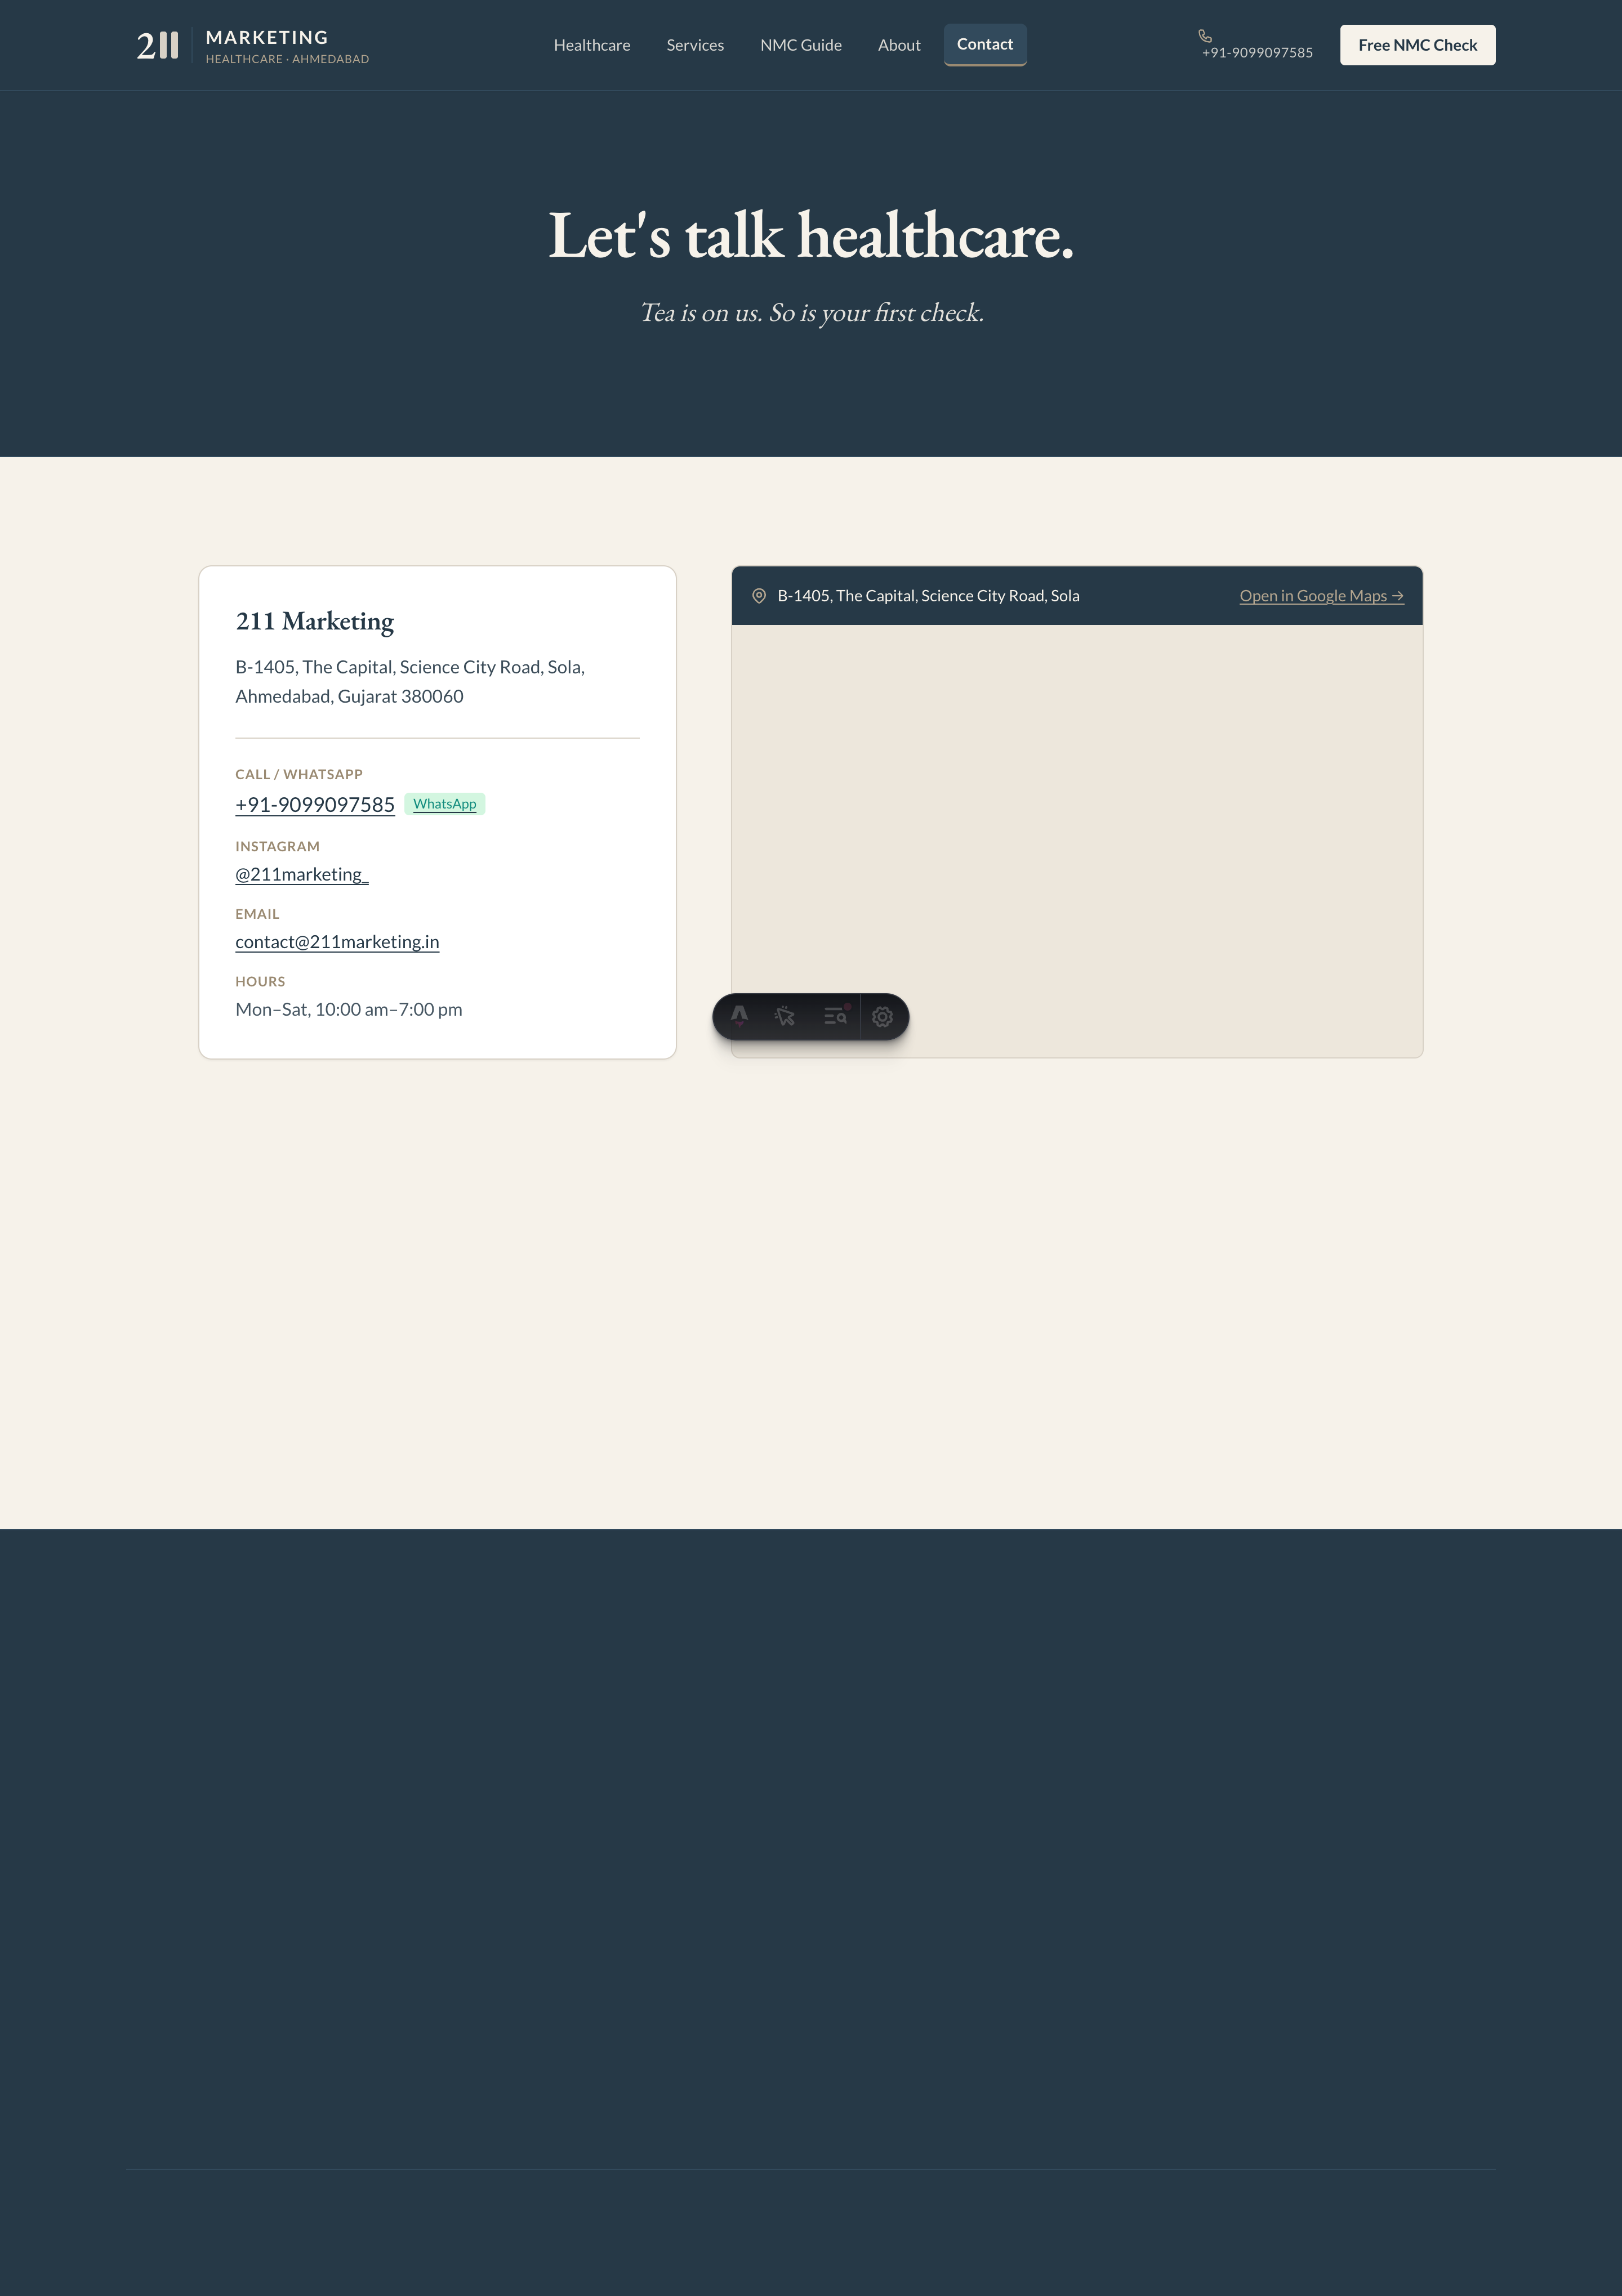 211 MARKETING
HEALTHCARE · AHMEDABAD
Healthcare
Services
NMC Guide
About
Contact
+91-9099097585
Free NMC Check
Let's talk healthcare.
Tea is on us. So is your first check.
211 Marketing
B-1405, The Capital, Science City Road, Sola,
Ahmedabad, Gujarat 380060
CALL / WHATSAPP
+91-9099097585 WhatsApp
INSTAGRAM
@211marketing_
EMAIL
contact@211marketing.in
HOURS
Mon–Sat, 10:00 am–7:00 pm
B-1405, The Capital, Science City Road, Sola
Open in Google Maps →